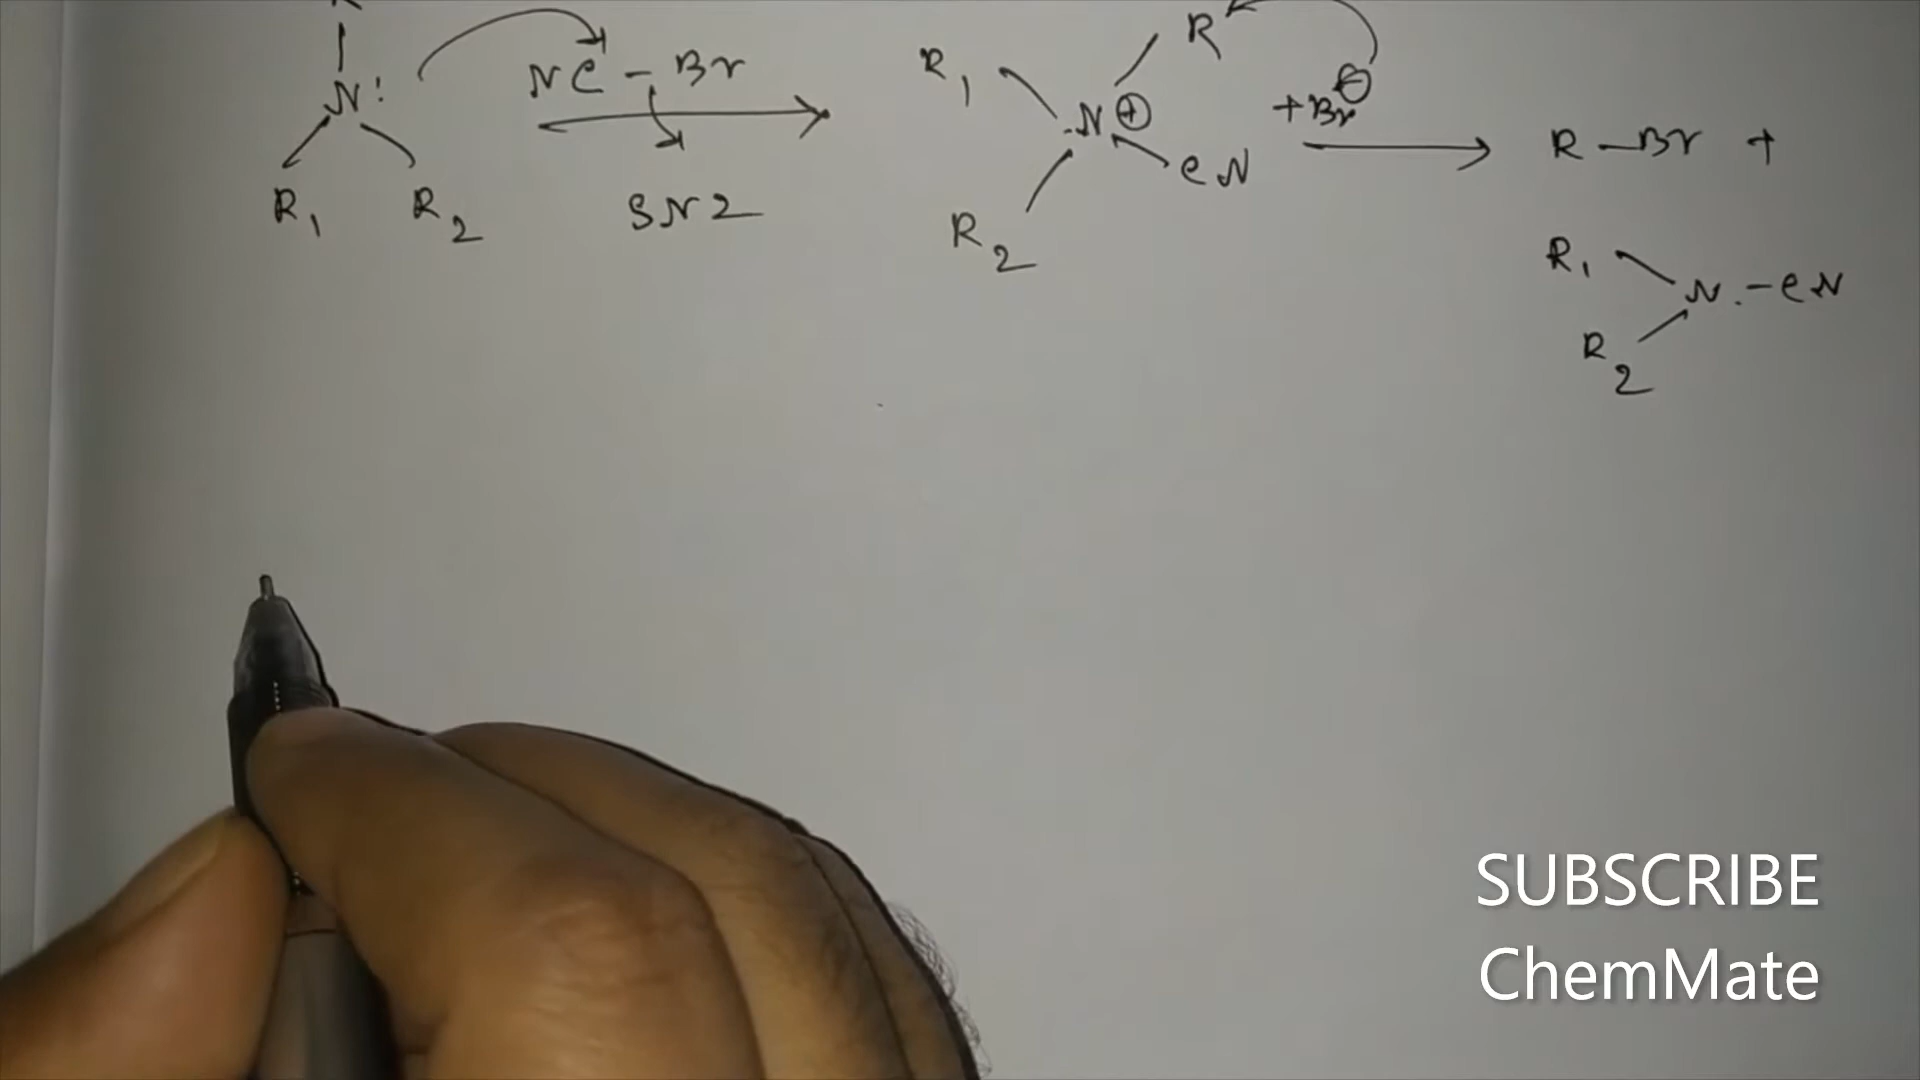 R
N:
R1 R2
NC - Br
SN2
R1 R
N⊕
R2 CN
+Br⊖
R - Br +
R1
N - CN
R2
SUBSCRIBE
ChemMate